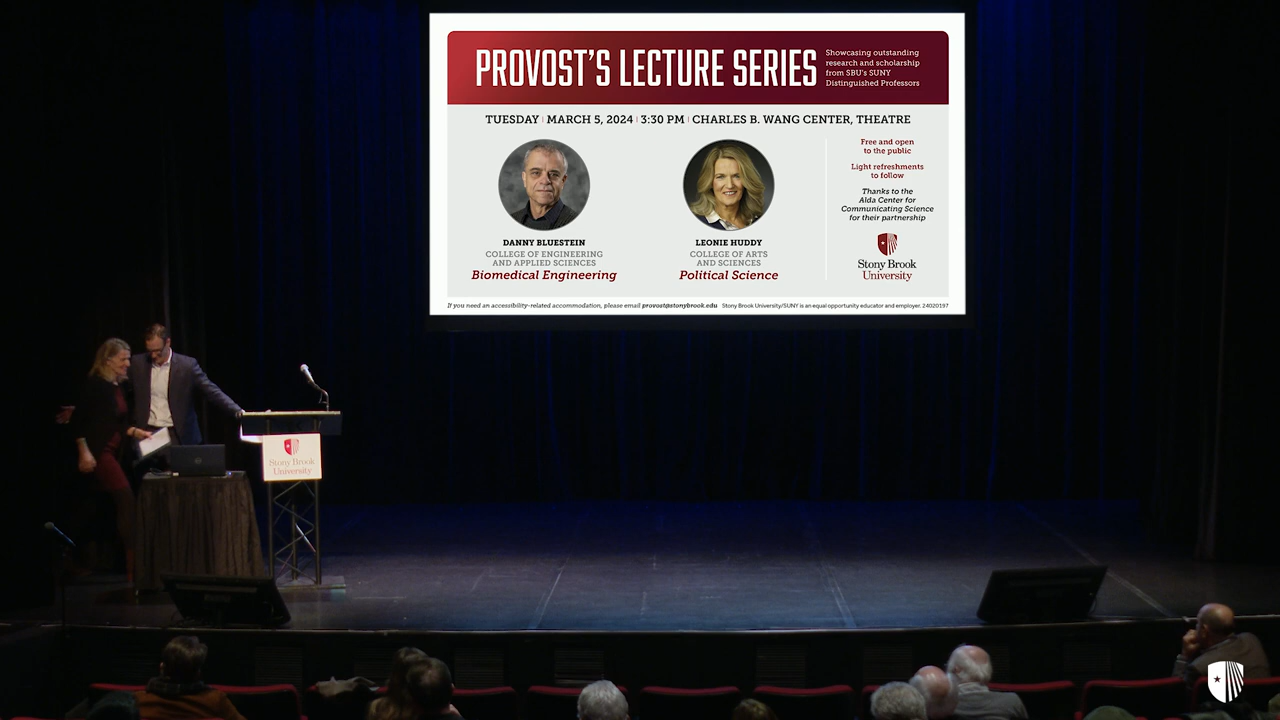 PROVOST'S LECTURE SERIES
Showcasing outstanding
research and scholarship
from SBU's SUNY
Distinguished Professors
TUESDAY | MARCH 5, 2024 | 3:30 PM | CHARLES B. WANG CENTER, THEATRE
DANNY BLUESTEIN
COLLEGE OF ENGINEERING
AND APPLIED SCIENCES
Biomedical Engineering
LEONIE HUDDY
COLLEGE OF ARTS
AND SCIENCES
Political Science
Free and open
to the public
Light refreshments
to follow
Thanks to the
Alda Center for
Communicating Science
for their partnership
Stony Brook
University
If you need an accessibility-related accommodation, please email provost@stonybrook.edu Stony Brook University/SUNY is an equal opportunity educator and employer. 24020197
Stony Brook
University